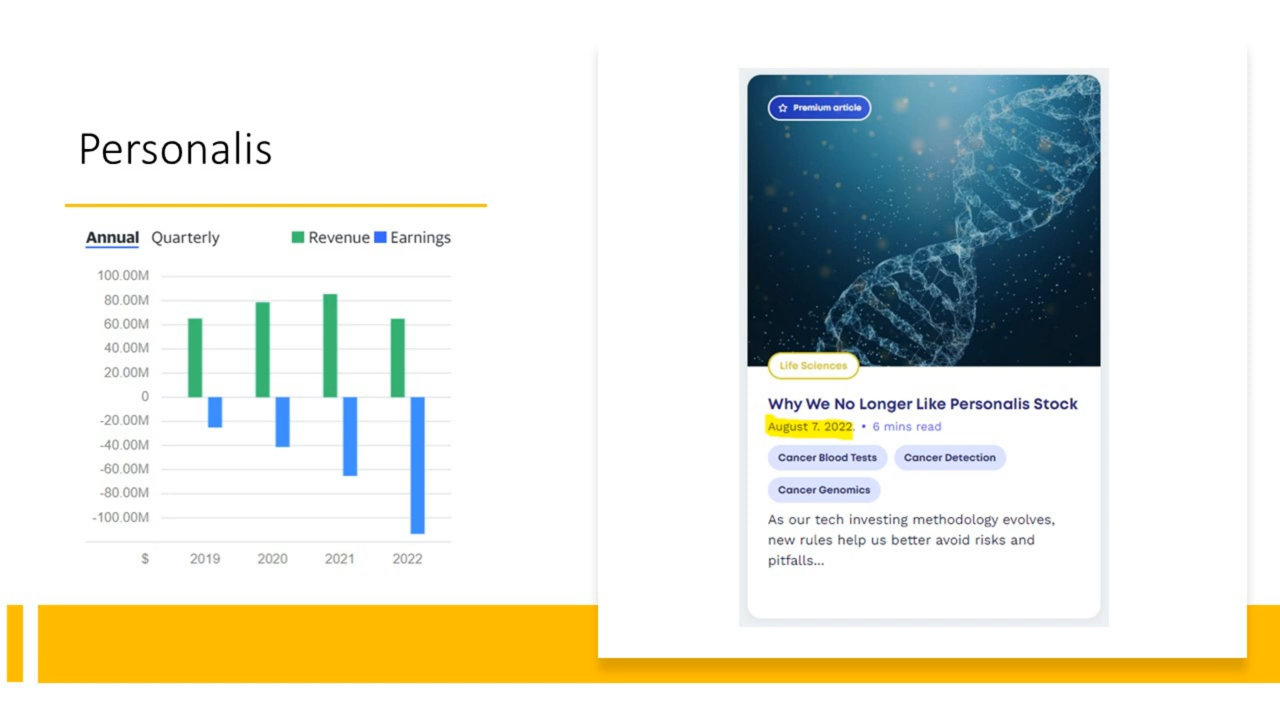 Personalis
Annual Quarterly Revenue Earnings
100.00M
80.00M
60.00M
40.00M
20.00M
0
-20.00M
-40.00M
-60.00M
-80.00M
-100.00M
$ 2019 2020 2021 2022
Premium article
Life Sciences
Why We No Longer Like Personalis Stock
August 7. 2022. • 6 mins read
Cancer Blood Tests Cancer Detection
Cancer Genomics
As our tech investing methodology evolves,
new rules help us better avoid risks and
pitfalls...